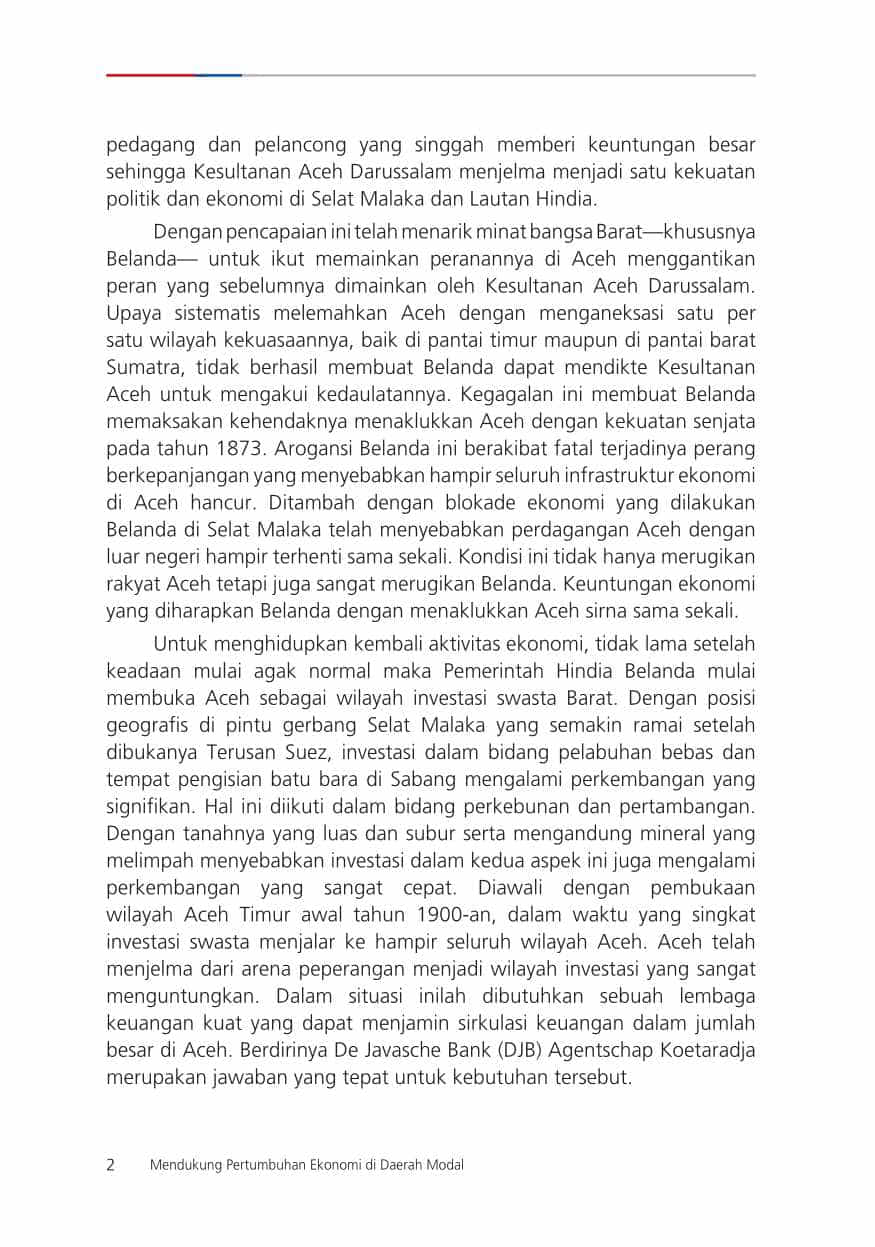 pedagang dan pelancong yang singgah memberi keuntungan besar
sehingga Kesultanan Aceh Darussalam menjelma menjadi satu kekuatan
politik dan ekonomi di Selat Malaka dan Lautan Hindia.
Dengan pencapaian ini telah menarik minat bangsa Barat—khususnya
Belanda— untuk ikut memainkan peranannya di Aceh menggantikan
peran yang sebelumnya dimainkan oleh Kesultanan Aceh Darussalam.
Upaya sistematis melemahkan Aceh dengan menganeksasi satu per
satu wilayah kekuasaannya, baik di pantai timur maupun di pantai barat
Sumatra, tidak berhasil membuat Belanda dapat mendikte Kesultanan
Aceh untuk mengakui kedaulatannya. Kegagalan ini membuat Belanda
memaksakan kehendaknya menaklukkan Aceh dengan kekuatan senjata
pada tahun 1873. Arogansi Belanda ini berakibat fatal terjadinya perang
berkepanjangan yang menyebabkan hampir seluruh infrastruktur ekonomi
di Aceh hancur. Ditambah dengan blokade ekonomi yang dilakukan
Belanda di Selat Malaka telah menyebabkan perdagangan Aceh dengan
luar negeri hampir terhenti sama sekali. Kondisi ini tidak hanya merugikan
rakyat Aceh tetapi juga sangat merugikan Belanda. Keuntungan ekonomi
yang diharapkan Belanda dengan menaklukkan Aceh sirna sama sekali.
Untuk menghidupkan kembali aktivitas ekonomi, tidak lama setelah
keadaan mulai agak normal maka Pemerintah Hindia Belanda mulai
membuka Aceh sebagai wilayah investasi swasta Barat. Dengan posisi
geografis di pintu gerbang Selat Malaka yang semakin ramai setelah
dibukanya Terusan Suez, investasi dalam bidang pelabuhan bebas dan
tempat pengisian batu bara di Sabang mengalami perkembangan yang
signifikan. Hal ini diikuti dalam bidang perkebunan dan pertambangan.
Dengan tanahnya yang luas dan subur serta mengandung mineral yang
melimpah menyebabkan investasi dalam kedua aspek ini juga mengalami
perkembangan yang sangat cepat. Diawali dengan pembukaan
wilayah Aceh Timur awal tahun 1900-an, dalam waktu yang singkat
investasi swasta menjalar ke hampir seluruh wilayah Aceh. Aceh telah
menjelma dari arena peperangan menjadi wilayah investasi yang sangat
menguntungkan. Dalam situasi inilah dibutuhkan sebuah lembaga
keuangan kuat yang dapat menjamin sirkulasi keuangan dalam jumlah
besar di Aceh. Berdirinya De Javasche Bank (DJB) Agentschap Koetaradja
merupakan jawaban yang tepat untuk kebutuhan tersebut.
2 Mendukung Pertumbuhan Ekonomi di Daerah Modal